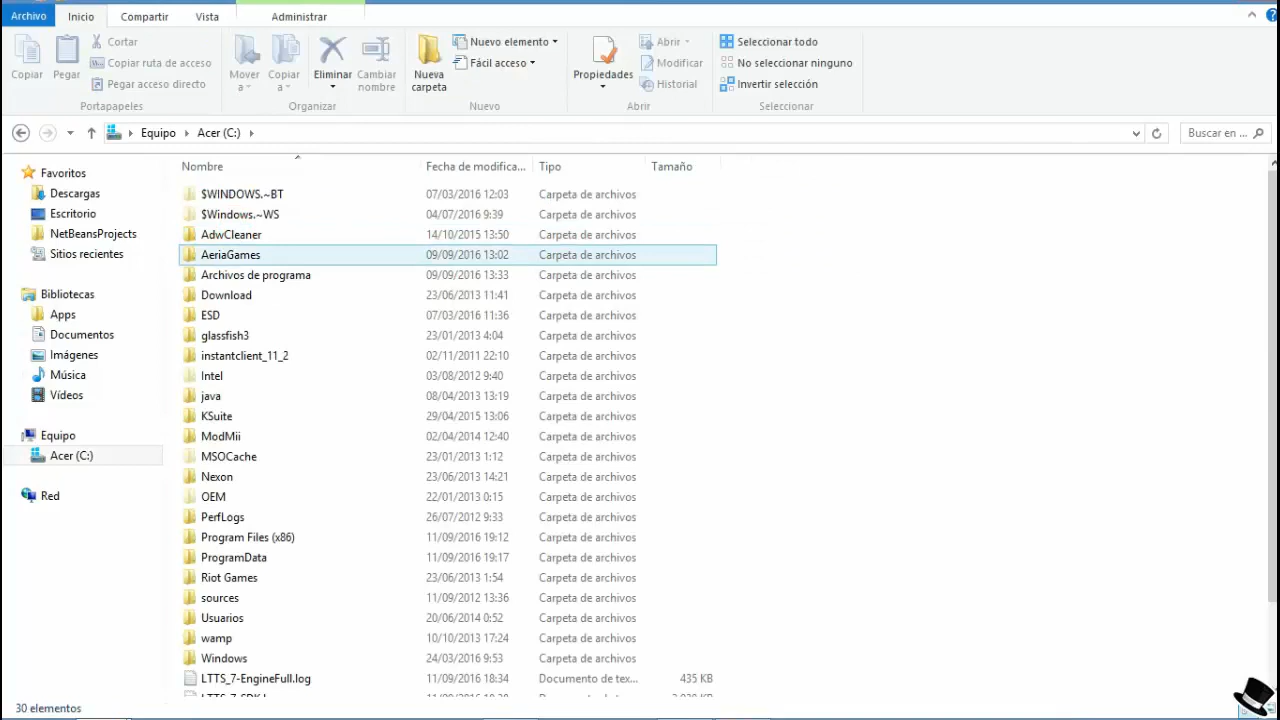 Archivo Inicio Compartir Vista Administrar
Copiar Pegar Cortar Copiar ruta de acceso Pegar acceso directo Portapapeles
Mover a Copiar a Eliminar Cambiar nombre Organizar
Nueva carpeta Nuevo elemento Fácil acceso Nuevo
Propiedades Abrir Modificar Historial Abrir
Seleccionar todo No seleccionar ninguno Invertir selección Seleccionar
Equipo Acer (C:) Buscar en ...
Favoritos
Descargas
Escritorio
NetBeansProjects
Sitios recientes
Bibliotecas
Apps
Documentos
Imágenes
Música
Vídeos
Equipo
Acer (C:)
Red
Nombre Fecha de modifica... Tipo Tamaño
$WINDOWS.~BT 07/03/2016 12:03 Carpeta de archivos
$Windows.~WS 04/07/2016 9:39 Carpeta de archivos
AdwCleaner 14/10/2015 13:50 Carpeta de archivos
AeriaGames 09/09/2016 13:02 Carpeta de archivos
Archivos de programa 09/09/2016 13:33 Carpeta de archivos
Download 23/06/2013 11:41 Carpeta de archivos
ESD 07/03/2016 11:36 Carpeta de archivos
glassfish3 23/01/2013 4:04 Carpeta de archivos
instantclient_11_2 02/11/2011 22:10 Carpeta de archivos
Intel 03/08/2012 9:40 Carpeta de archivos
java 08/04/2013 13:19 Carpeta de archivos
KSuite 29/04/2015 13:06 Carpeta de archivos
ModMii 02/04/2014 12:40 Carpeta de archivos
MSOCache 23/01/2013 1:12 Carpeta de archivos
Nexon 23/06/2013 14:21 Carpeta de archivos
OEM 22/01/2013 0:15 Carpeta de archivos
PerfLogs 26/07/2012 9:33 Carpeta de archivos
Program Files (x86) 11/09/2016 19:12 Carpeta de archivos
ProgramData 11/09/2016 19:17 Carpeta de archivos
Riot Games 23/06/2013 1:54 Carpeta de archivos
sources 11/09/2012 13:36 Carpeta de archivos
Usuarios 20/06/2014 0:52 Carpeta de archivos
wamp 10/10/2013 17:24 Carpeta de archivos
Windows 24/03/2016 9:53 Carpeta de archivos
LTTS_7-EngineFull.log 11/09/2016 18:34 Documento de tex... 435 KB
30 elementos